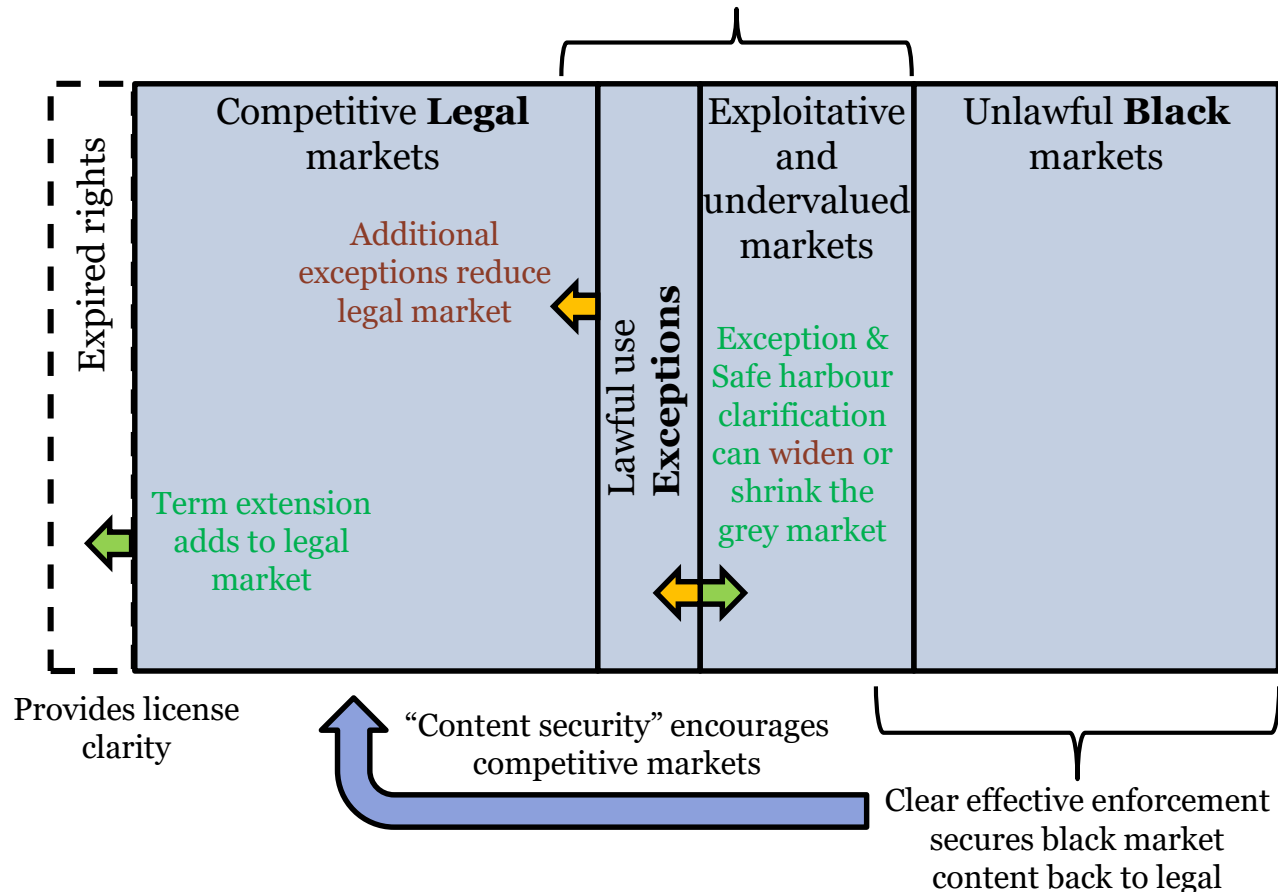 Expired rights
Competitive Legal
markets
Additional
exceptions reduce
legal market
Term extension
adds to legal
market
Lawful use
Exceptions
Exploitative
and
undervalued
markets
Exception &
Safe harbour
clarification
can widen or
shrink the
grey market
Unlawful Black
markets
Provides license
clarity
“Content security” encourages
competitive markets
Clear effective enforcement
secures black market
content back to legal